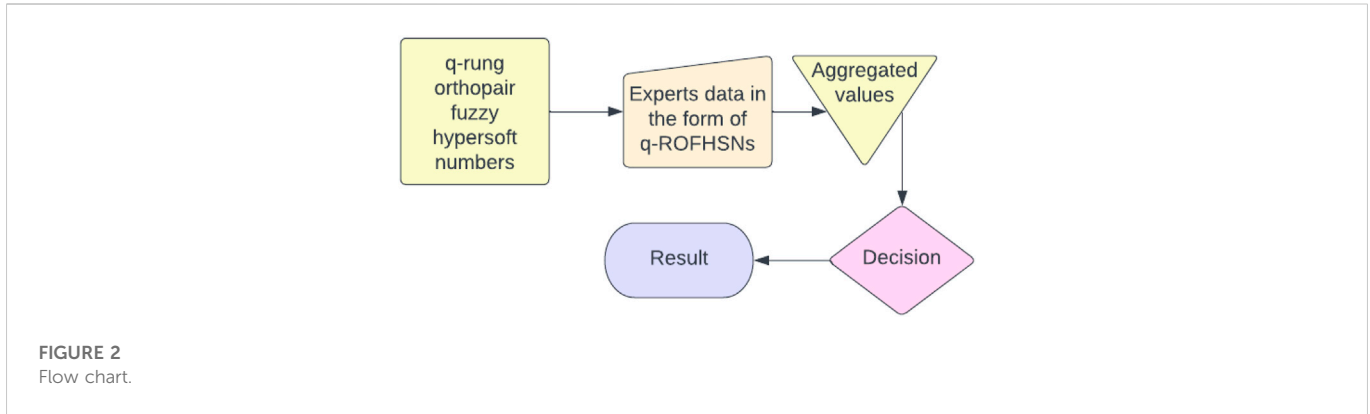 q-rung
orthopair
fuzzy
hypersoft
numbers
Experts data in
the form of
q-ROFHSNs
Aggregated
values
Decision
Result
FIGURE 2
Flow chart.